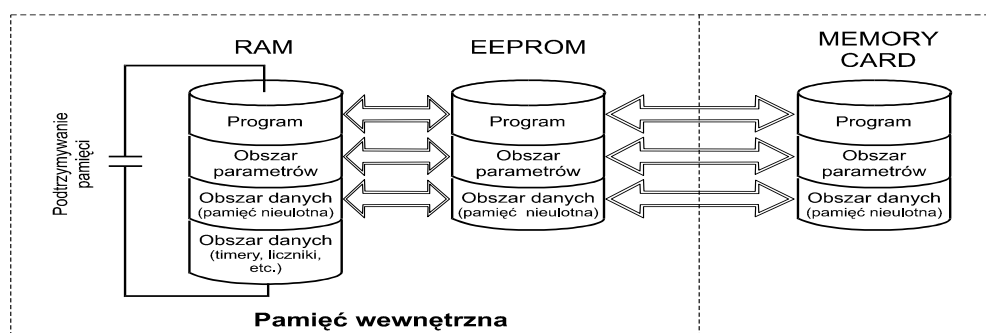 RAM
EEPROM
MEMORY
CARD
Podtrzymywanie
pamięci
Program
Obszar
parametrów
Obszar danych
(pamięć nieulotna)
Obszar danych
(timery, liczniki,
etc.)
Program
Obszar
parametrów
Obszar danych
(pamięć nieulotna)
Program
Obszar
parametrów
Obszar danych
(pamięć nieulotna)
Pamięć wewnętrzna